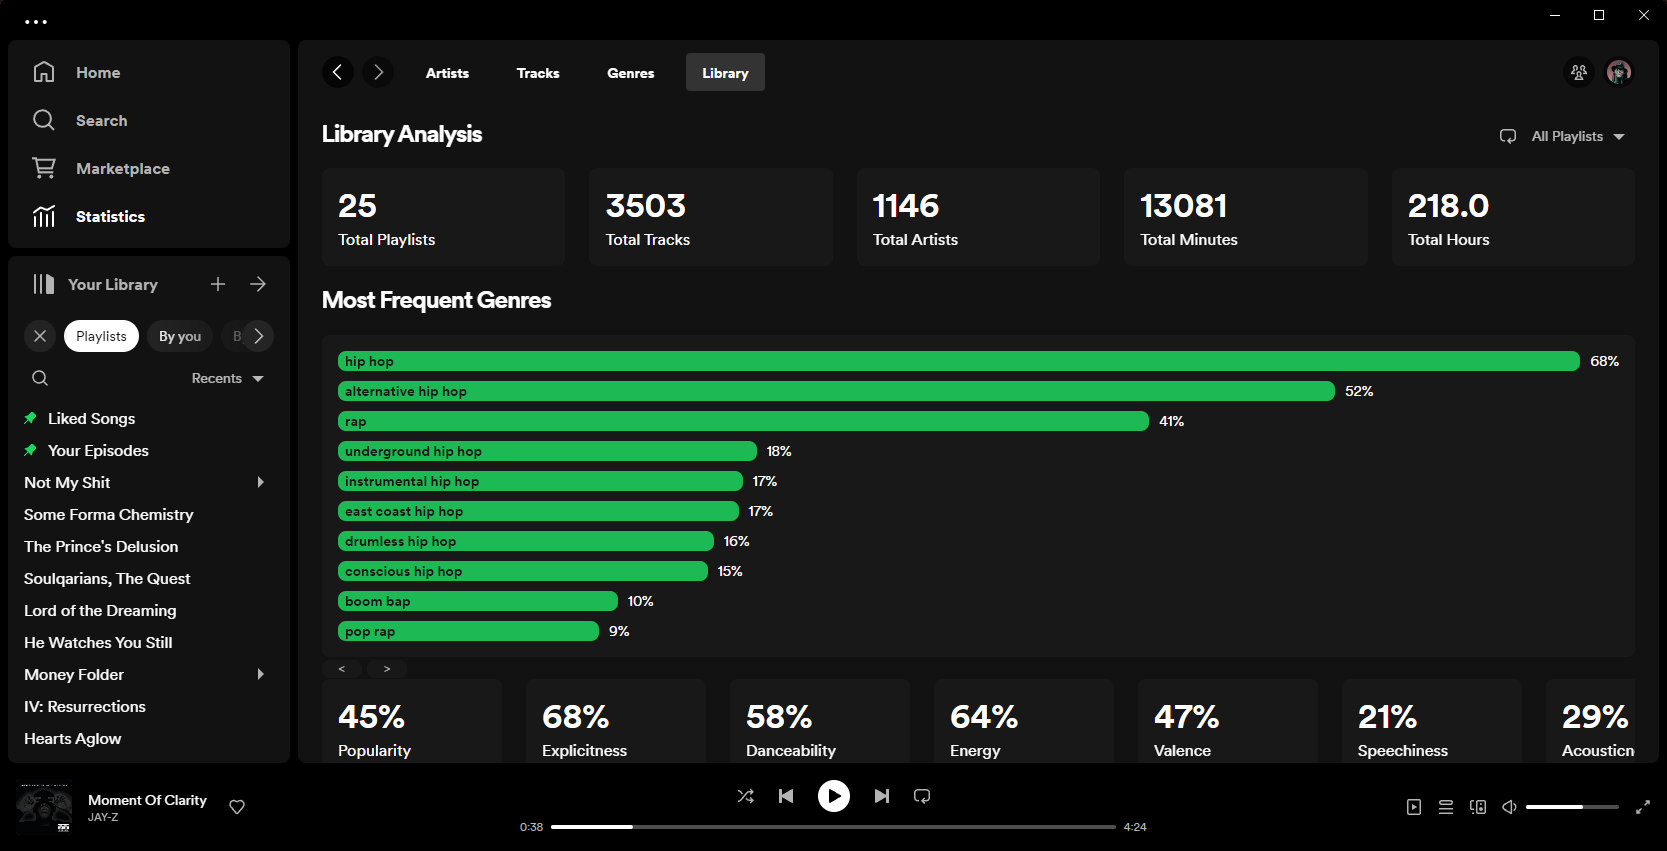 Home
Search
Marketplace
Statistics
Your Library
Playlists
By you
B
Recents
Liked Songs
Your Episodes
Not My Shit
Some Forma Chemistry
The Prince's Delusion
Soulqarians, The Quest
Lord of the Dreaming
He Watches You Still
Money Folder
IV: Resurrections
Hearts Aglow
Artists
Tracks
Genres
Library
Library Analysis
All Playlists
25
Total Playlists
3503
Total Tracks
1146
Total Artists
13081
Total Minutes
218.0
Total Hours
Most Frequent Genres
hip hop 68%
alternative hip hop 52%
rap 41%
underground hip hop 18%
instrumental hip hop 17%
east coast hip hop 17%
drumless hip hop 16%
conscious hip hop 15%
boom bap 10%
pop rap 9%
< >
45%
Popularity
68%
Explicitness
58%
Danceability
64%
Energy
47%
Valence
21%
Speechiness
29%
Acousticn
Moment Of Clarity
JAY-Z
0:38
4:24